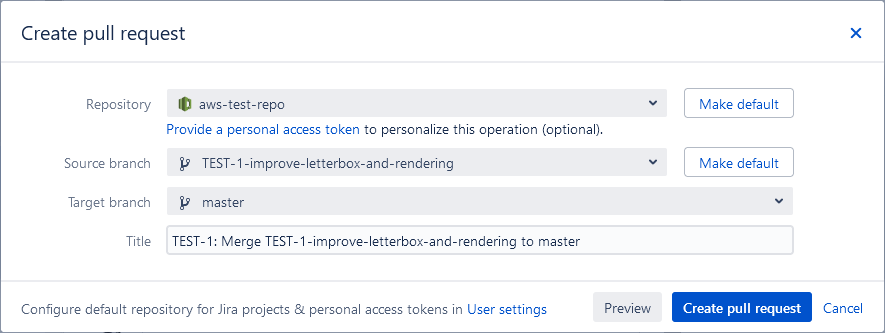 Create pull request
Repository aws-test-repo Make default
Provide a personal access token to personalize this operation (optional).
Source branch TEST-1-improve-letterbox-and-rendering Make default
Target branch master
Title TEST-1: Merge TEST-1-improve-letterbox-and-rendering to master
Configure default repository for Jira projects & personal access tokens in User settings Preview Create pull request Cancel